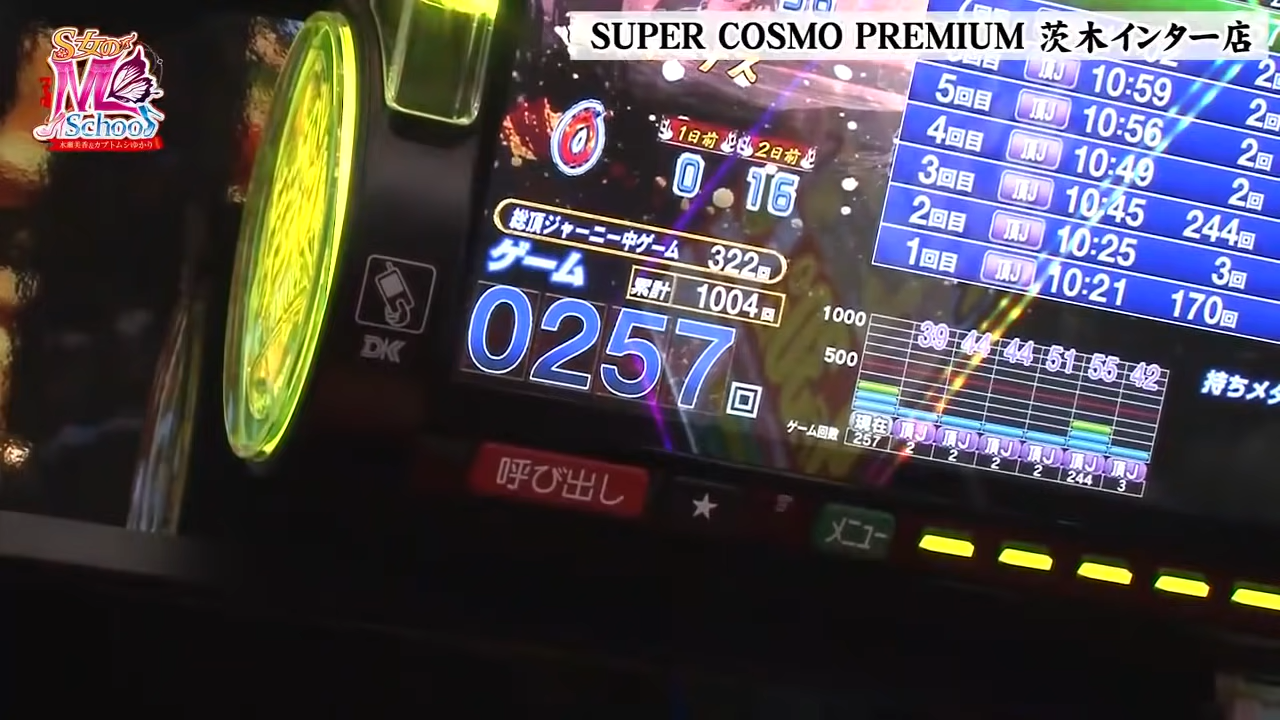 SUPER COSMO PREMIUM 茨木インター店
S女の
M
School
永瀬美香&カブトムシゆかり
1日前 2日前
0 16
総頂ジャーニー中ゲーム 322回
ゲーム
累計 1004回
0257回
頂J 10:59
5回目 頂J 10:56
4回目 頂J 10:49 2回
3回目 頂J 10:45 244回
2回目 頂J 10:25 3回
1回目 頂J 10:21 170回
1000
500
39 44 44 51 55 42
ゲーム回数
現在 頂J 頂J 頂J 頂J 頂J 頂J
257 2 2 2 2 244 3
持ちメダ
DK
呼び出し
★
メニュー